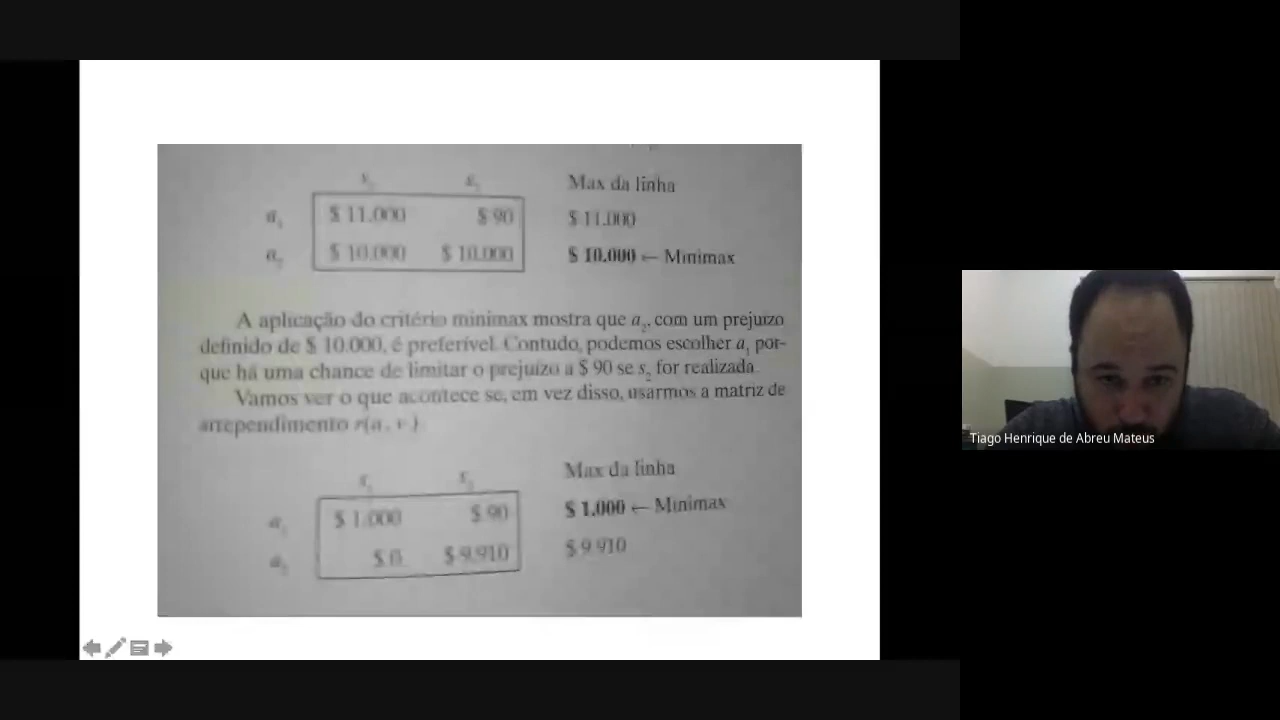 s₁ s₂ Max da linha
a₁ $ 11.000 $ 90 $ 11.000
a₂ $ 10.000 $ 10.000 $ 10.000 ← Minimax
A aplicação do critério minimax mostra que a₂, com um prejuízo
definido de $ 10.000, é preferível. Contudo, podemos escolher a₁ por-
que há uma chance de limitar o prejuízo a $ 90 se s₂ for realizada.
Vamos ver o que acontece se, em vez disso, usarmos a matriz de
arrependimento
s₁ s₂ Max da linha
a₁ $ 1.000 $ 90 $ 1.000 ← Minimax
a₂ $ 0 $ 9.910 $ 9.910
Tiago Henrique de Abreu Mateus